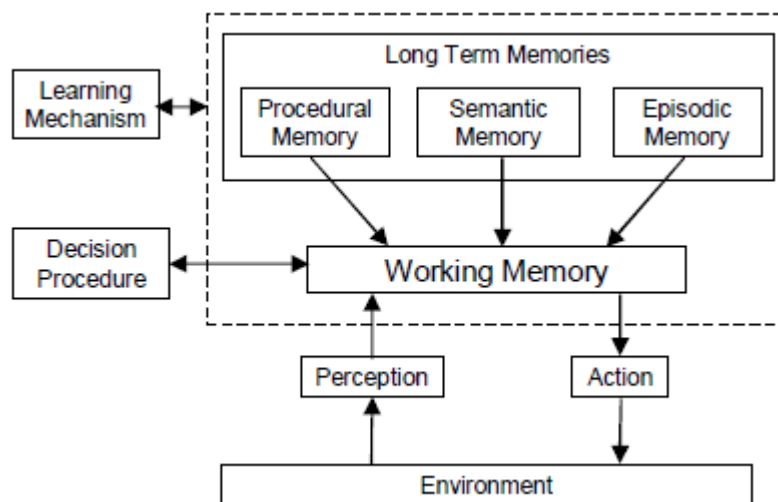 Long Term Memories
Learning
Mechanism
Procedural
Memory
Semantic
Memory
Episodic
Memory
Decision
Procedure
Working Memory
Perception
Action
Environment